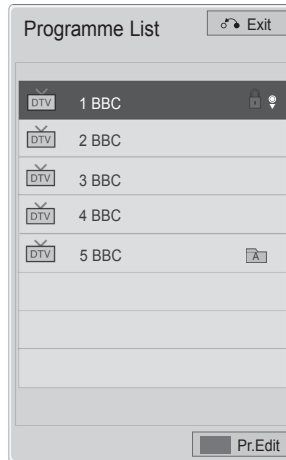 Programme List
Exit
DTV 1 BBC
DTV 2 BBC
DTV 3 BBC
DTV 4 BBC
DTV 5 BBC A
Pr.Edit